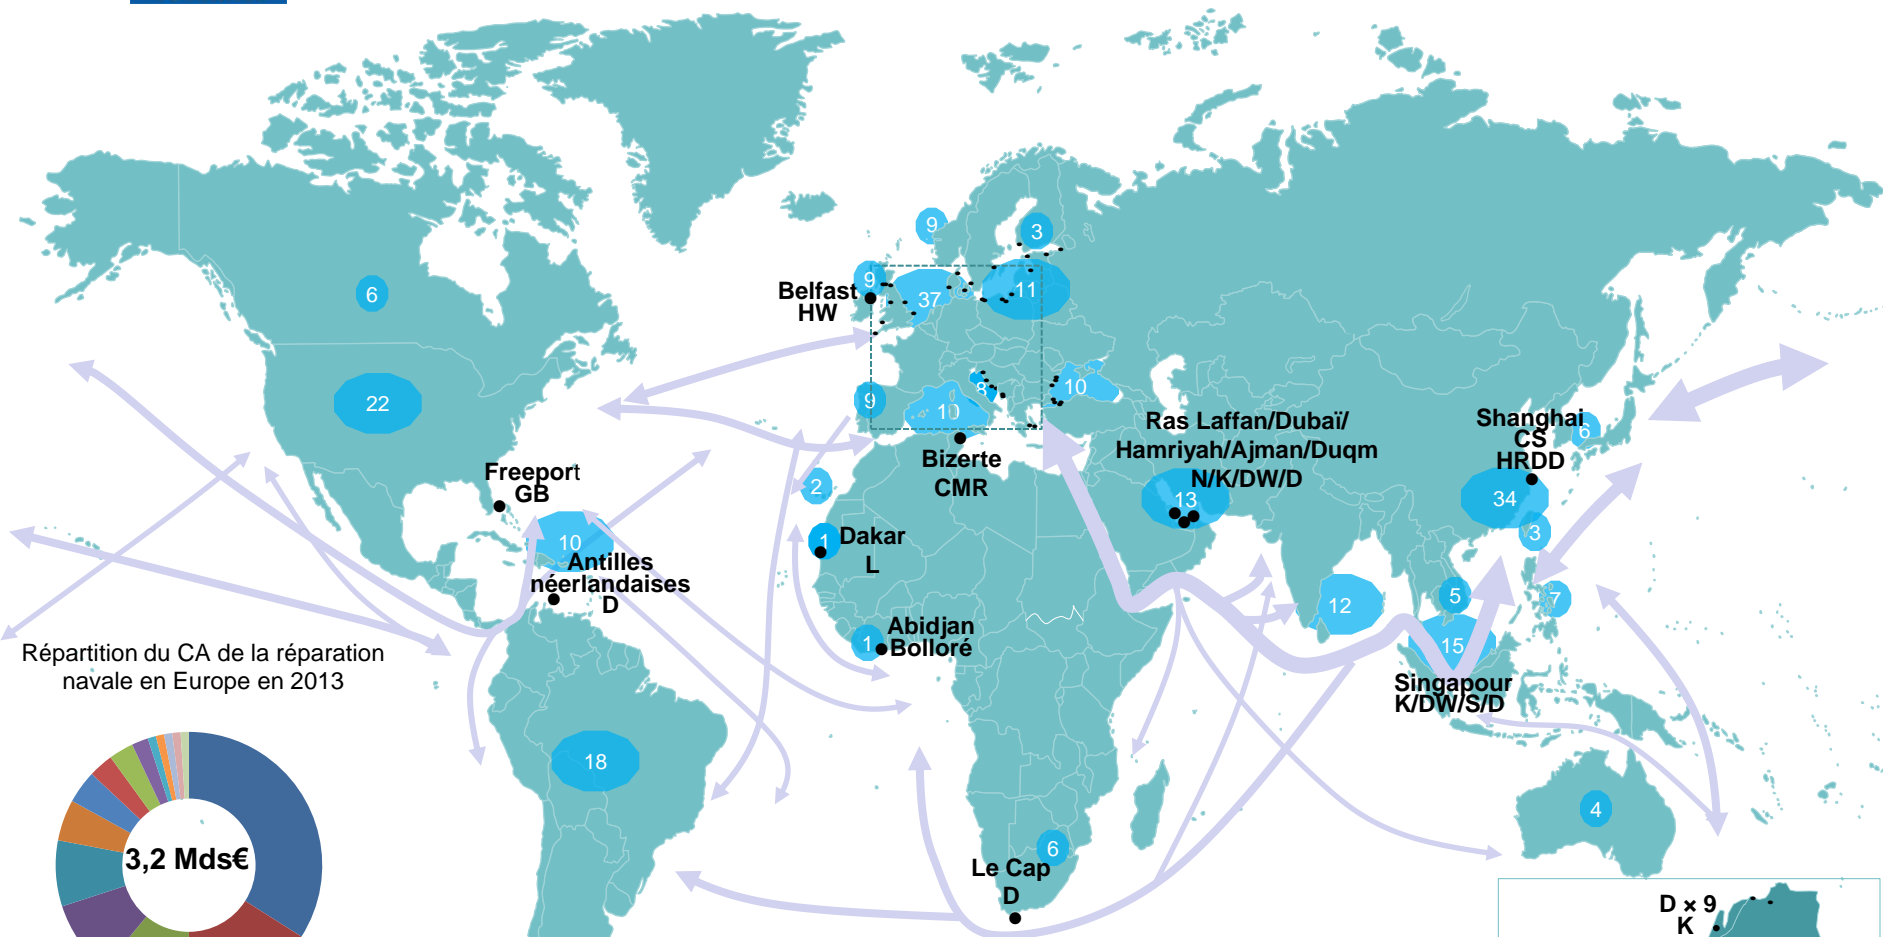 9
3
9
37
11
Belfast
HW
6
22
9
10
8
10
Ras Laffan/Dubaï/
Hamriyah/Ajman/Duqm
N/K/DW/D
13
Shanghai
CS
HRDD
6
34
3
Bizerte
CMR
Freeport
GB
10
Antilles
néerlandaises
D
2
1
Dakar
L
1
Abidjan
Bolloré
12
5
7
15
Singapour
K/DW/S/D
Répartition du CA de la réparation
navale en Europe en 2013
3,2 Mds€
18
4
6
Le Cap
D
D × 9
K